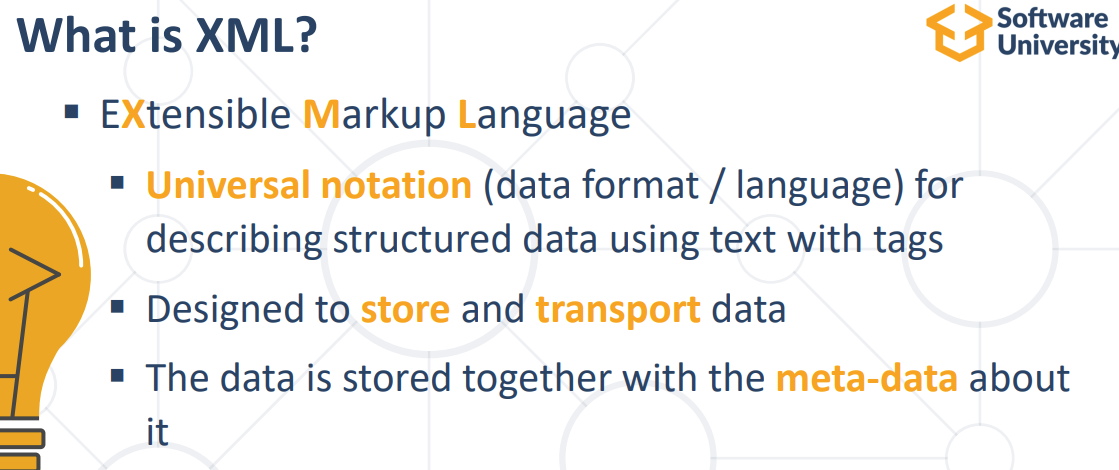 What is XML?
Software
University
▪ EXtensible Markup Language
▪ Universal notation (data format / language) for
describing structured data using text with tags
▪ Designed to store and transport data
▪ The data is stored together with the meta-data about
it